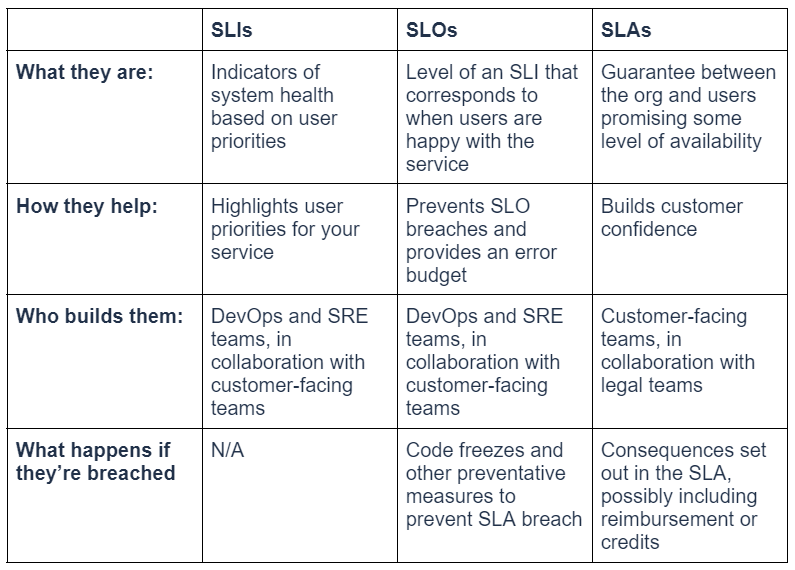 SLIs
SLOs
SLAs
What they are:
Indicators of
system health
based on user
priorities
Level of an SLI that
corresponds to
when users are
happy with the
service
Guarantee between
the org and users
promising some
level of availability
How they help:
Highlights user
priorities for your
service
Prevents SLO
breaches and
provides an error
budget
Builds customer
confidence
Who builds them:
DevOps and SRE
teams, in
collaboration with
customer-facing
teams
DevOps and SRE
teams, in
collaboration with
customer-facing
teams
Customer-facing
teams, in
collaboration with
legal teams
What happens if
they’re breached
N/A
Code freezes and
other preventative
measures to
prevent SLA breach
Consequences set
out in the SLA,
possibly including
reimbursement or
credits